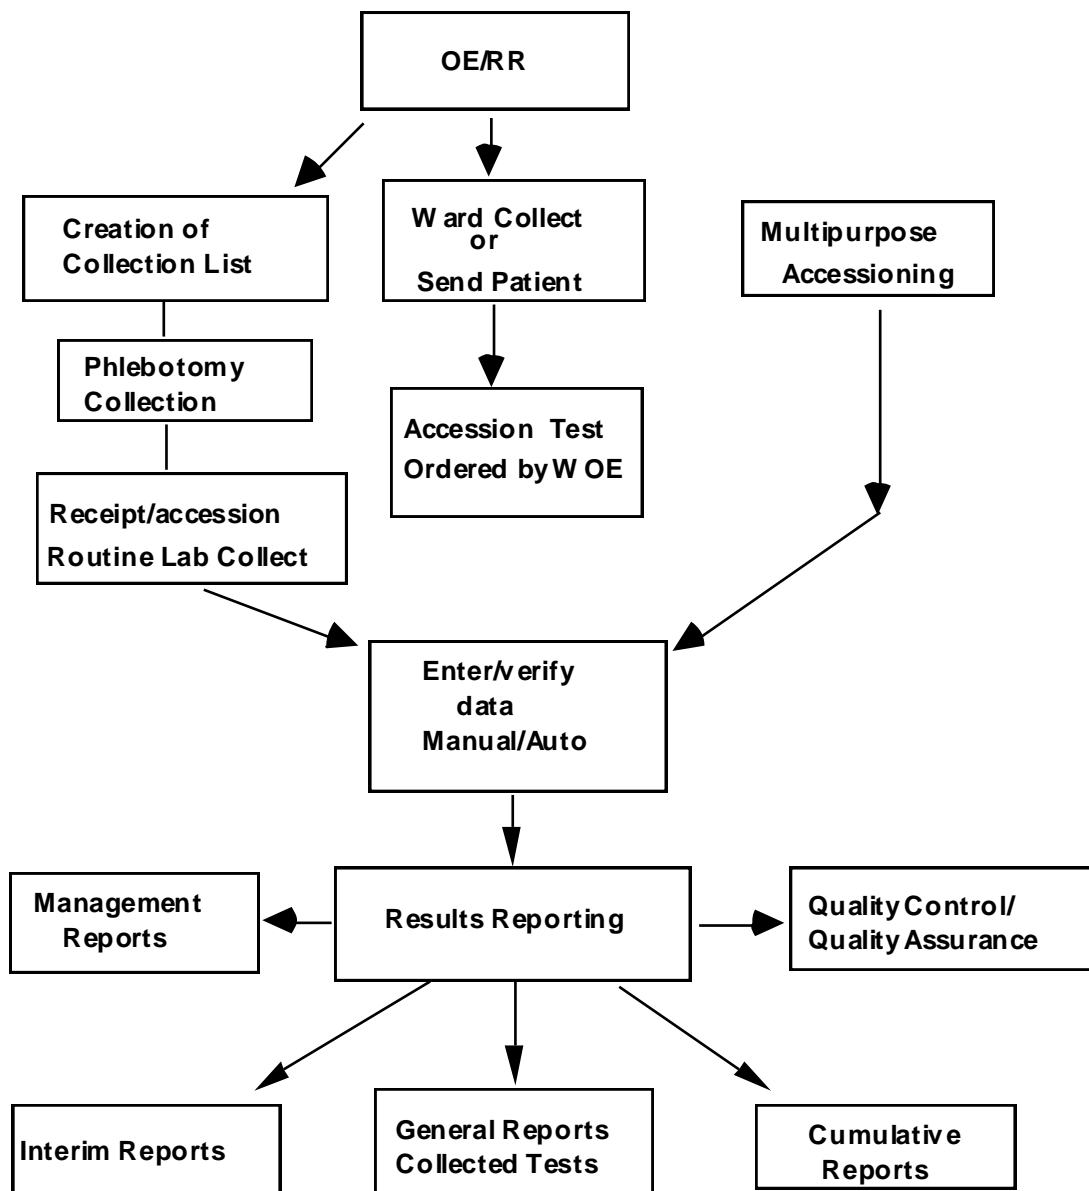 OE/RR
Creation of
Collection List
Ward Collect
or
Send Patient
Multipurpose
Accessioning
Phlebotomy
Collection
Accession Test
Ordered by WOE
Receipt/accession
Routine Lab Collect
Enter/verify
data
Manual/Auto
Management
Reports
Results Reporting
Quality Control/
Quality Assurance
Interim Reports
General Reports
Collected Tests
Cumulative
Reports